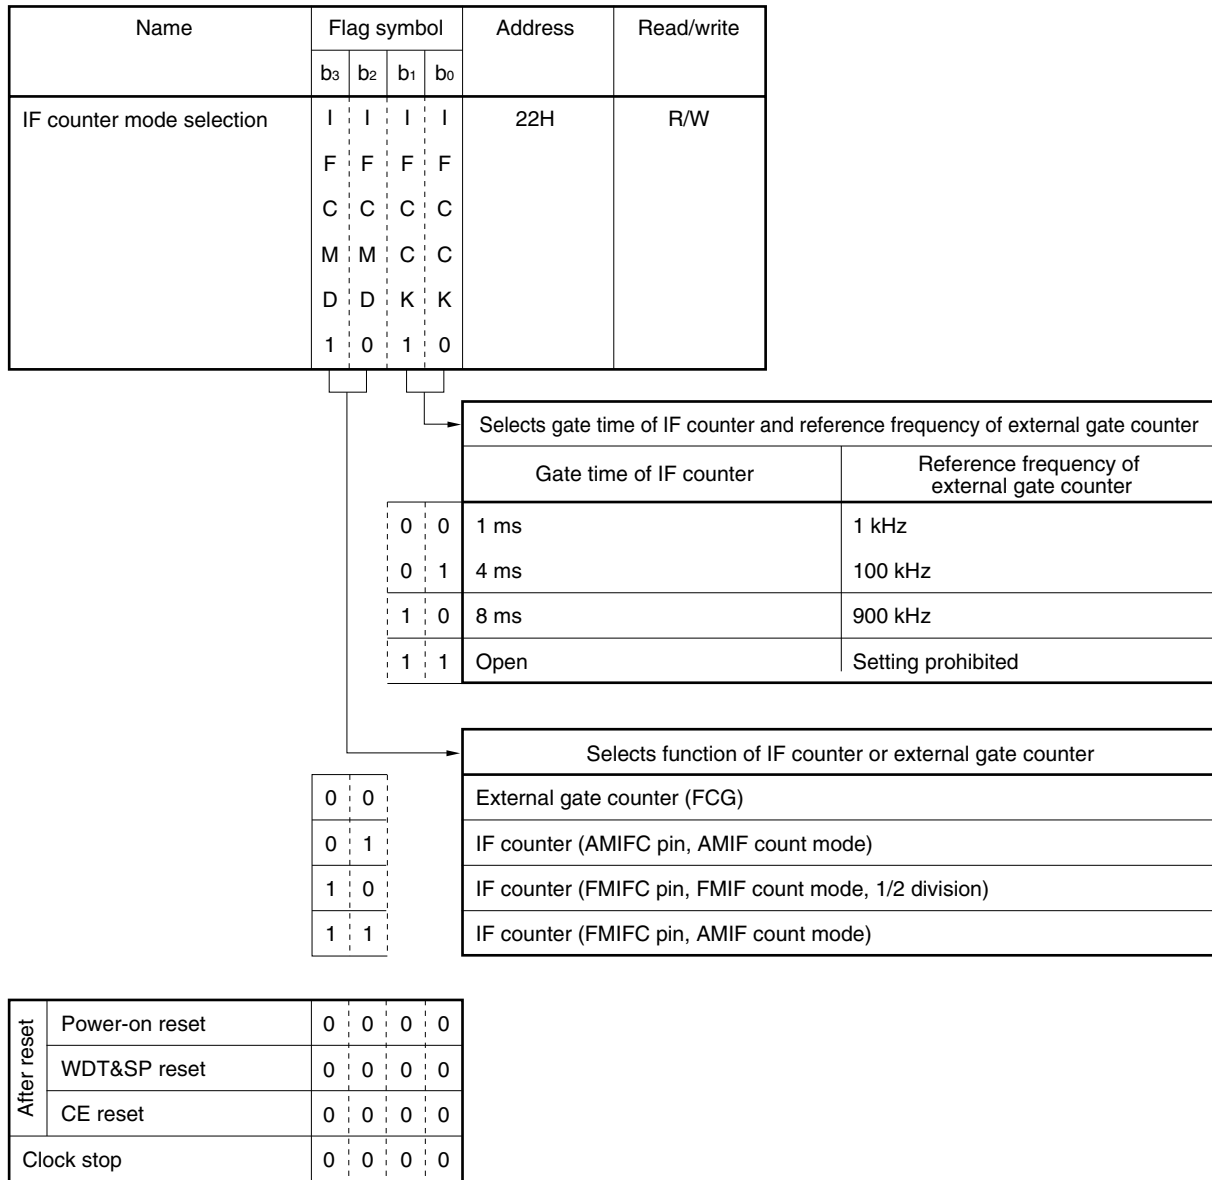 Name Flag symbol Address Read/write
b3 b2 b1 b0
IF counter mode selection I I I I 22H R/W
F F F F
C C C C
M M C C
D D K K
1 0 1 0
Selects gate time of IF counter and reference frequency of external gate counter
Gate time of IF counter Reference frequency of
external gate counter
0 0 1 ms 1 kHz
0 1 4 ms 100 kHz
1 0 8 ms 900 kHz
1 1 Open Setting prohibited
Selects function of IF counter or external gate counter
0 0 External gate counter (FCG)
0 1 IF counter (AMIFC pin, AMIF count mode)
1 0 IF counter (FMIFC pin, FMIF count mode, 1/2 division)
1 1 IF counter (FMIFC pin, AMIF count mode)
After reset
Power-on reset 0 0 0 0
WDT&SP reset 0 0 0 0
CE reset 0 0 0 0
Clock stop 0 0 0 0